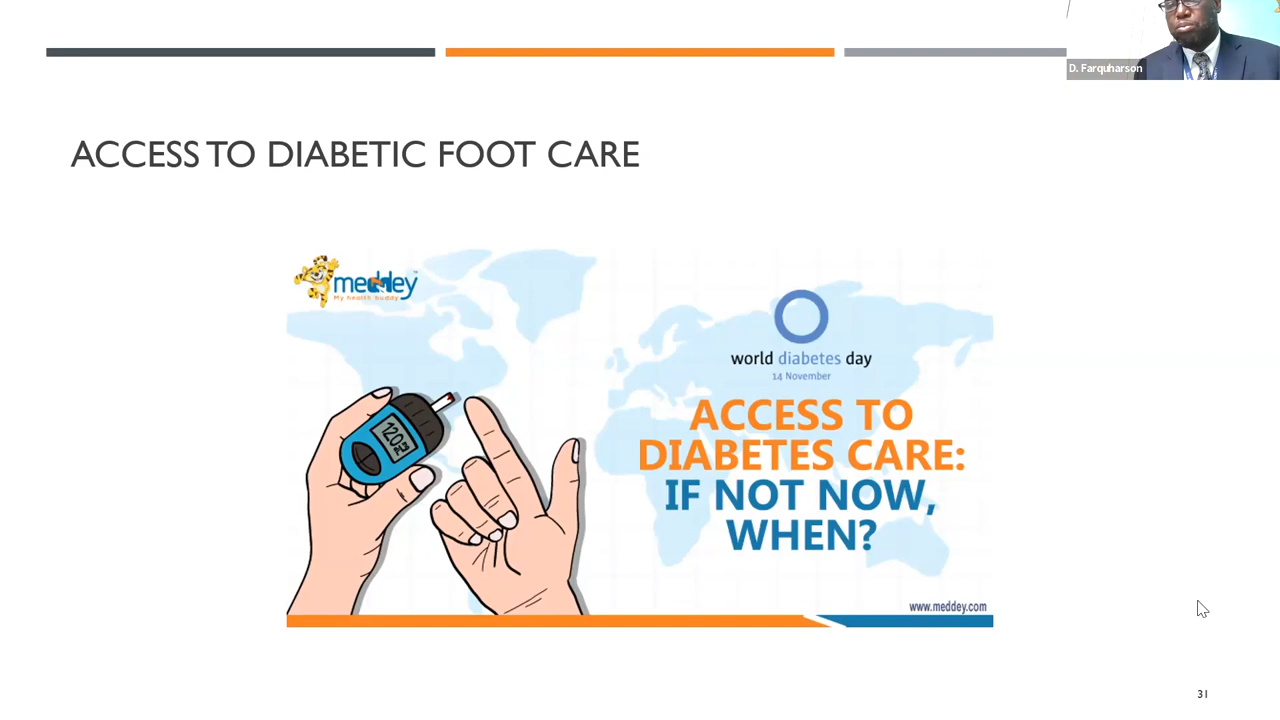 D. Farquharson
ACCESS TO DIABETIC FOOT CARE
meddey
My health buddy
world diabetes day
14 November
ACCESS TO
DIABETES CARE:
IF NOT NOW,
WHEN?
120
www.meddey.com
31